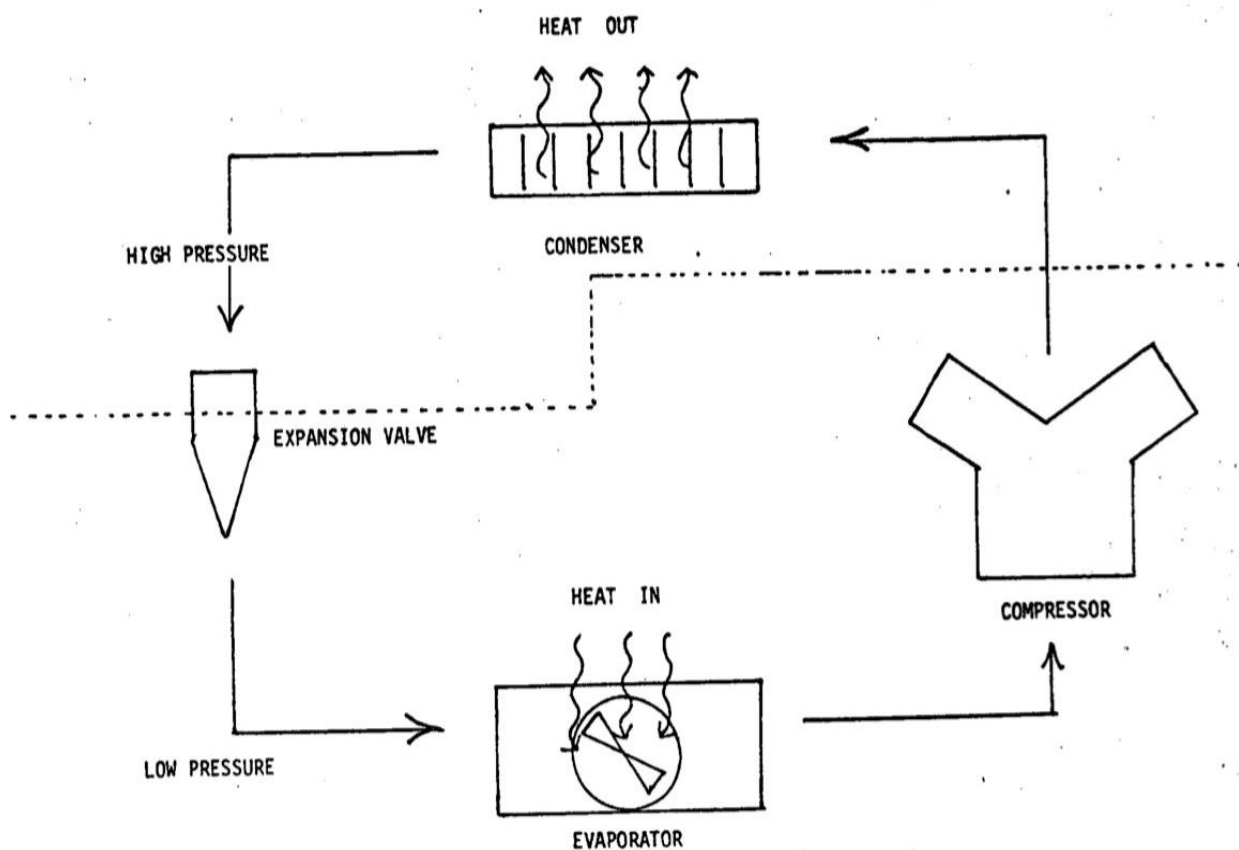 HEAT OUT
CONDENSER
HIGH PRESSURE
EXPANSION VALVE
HEAT IN
COMPRESSOR
LOW PRESSURE
EVAPORATOR